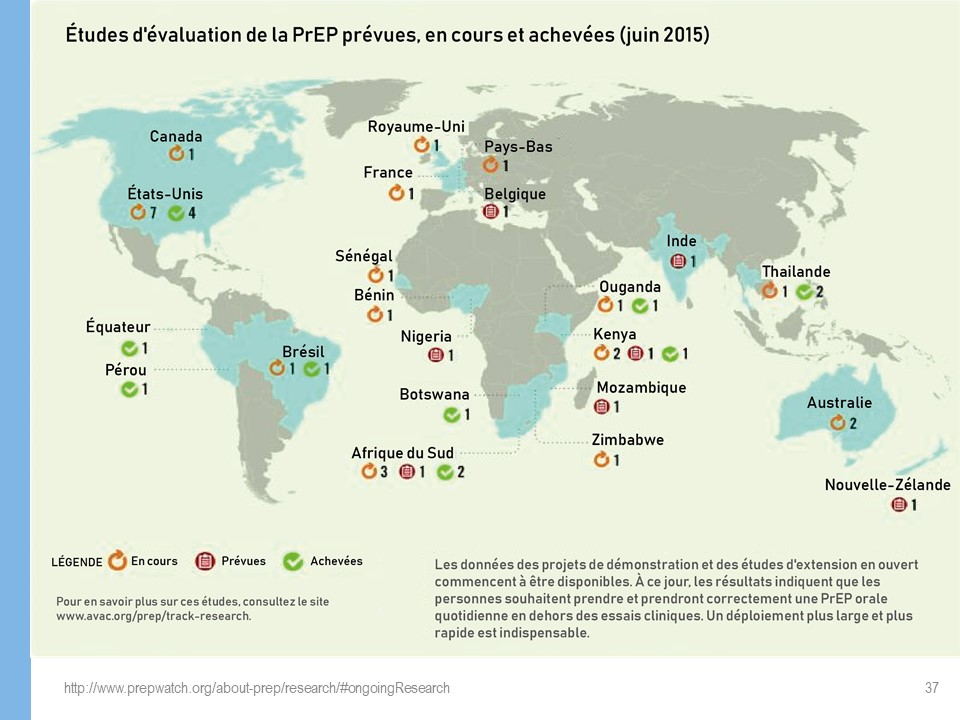 Études d'évaluation de la PrEP prévues, en cours et achevées (juin 2015)
Canada
1
États-Unis
7 4
Royaume-Uni
1
Pays-Bas
1
France
1
Belgique
1
Sénégal
1
Bénin
1
Nigeria
1
Botswana
1
Afrique du Sud
3 1 2
Ouganda
1 1
Kenya
2 1 1
Mozambique
1
Zimbabwe
1
Équateur
1
Pérou
1
Brésil
1 1
Inde
1
Thaïlande
1 2
Australie
2
Nouvelle-Zélande
1
LÉGENDE En cours Prévues Achevées
Pour en savoir plus sur ces études, consultez le site
www.avac.org/prep/track-research.
Les données des projets de démonstration et des études d'extension en ouvert
commencent à être disponibles. À ce jour, les résultats indiquent que les
personnes souhaitent prendre et prendront correctement une PrEP orale
quotidienne en dehors des essais cliniques. Un déploiement plus large et plus
rapide est indispensable.
http://www.prepwatch.org/about-prep/research/#ongoingResearch
37